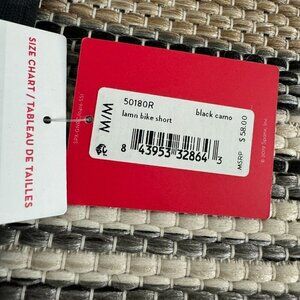 SIZE CHART / TABLEAU DE TAILLES
M/M
50180R
lamn bike short
black camo
8 43953 32864 3
MSRP $ 58.00